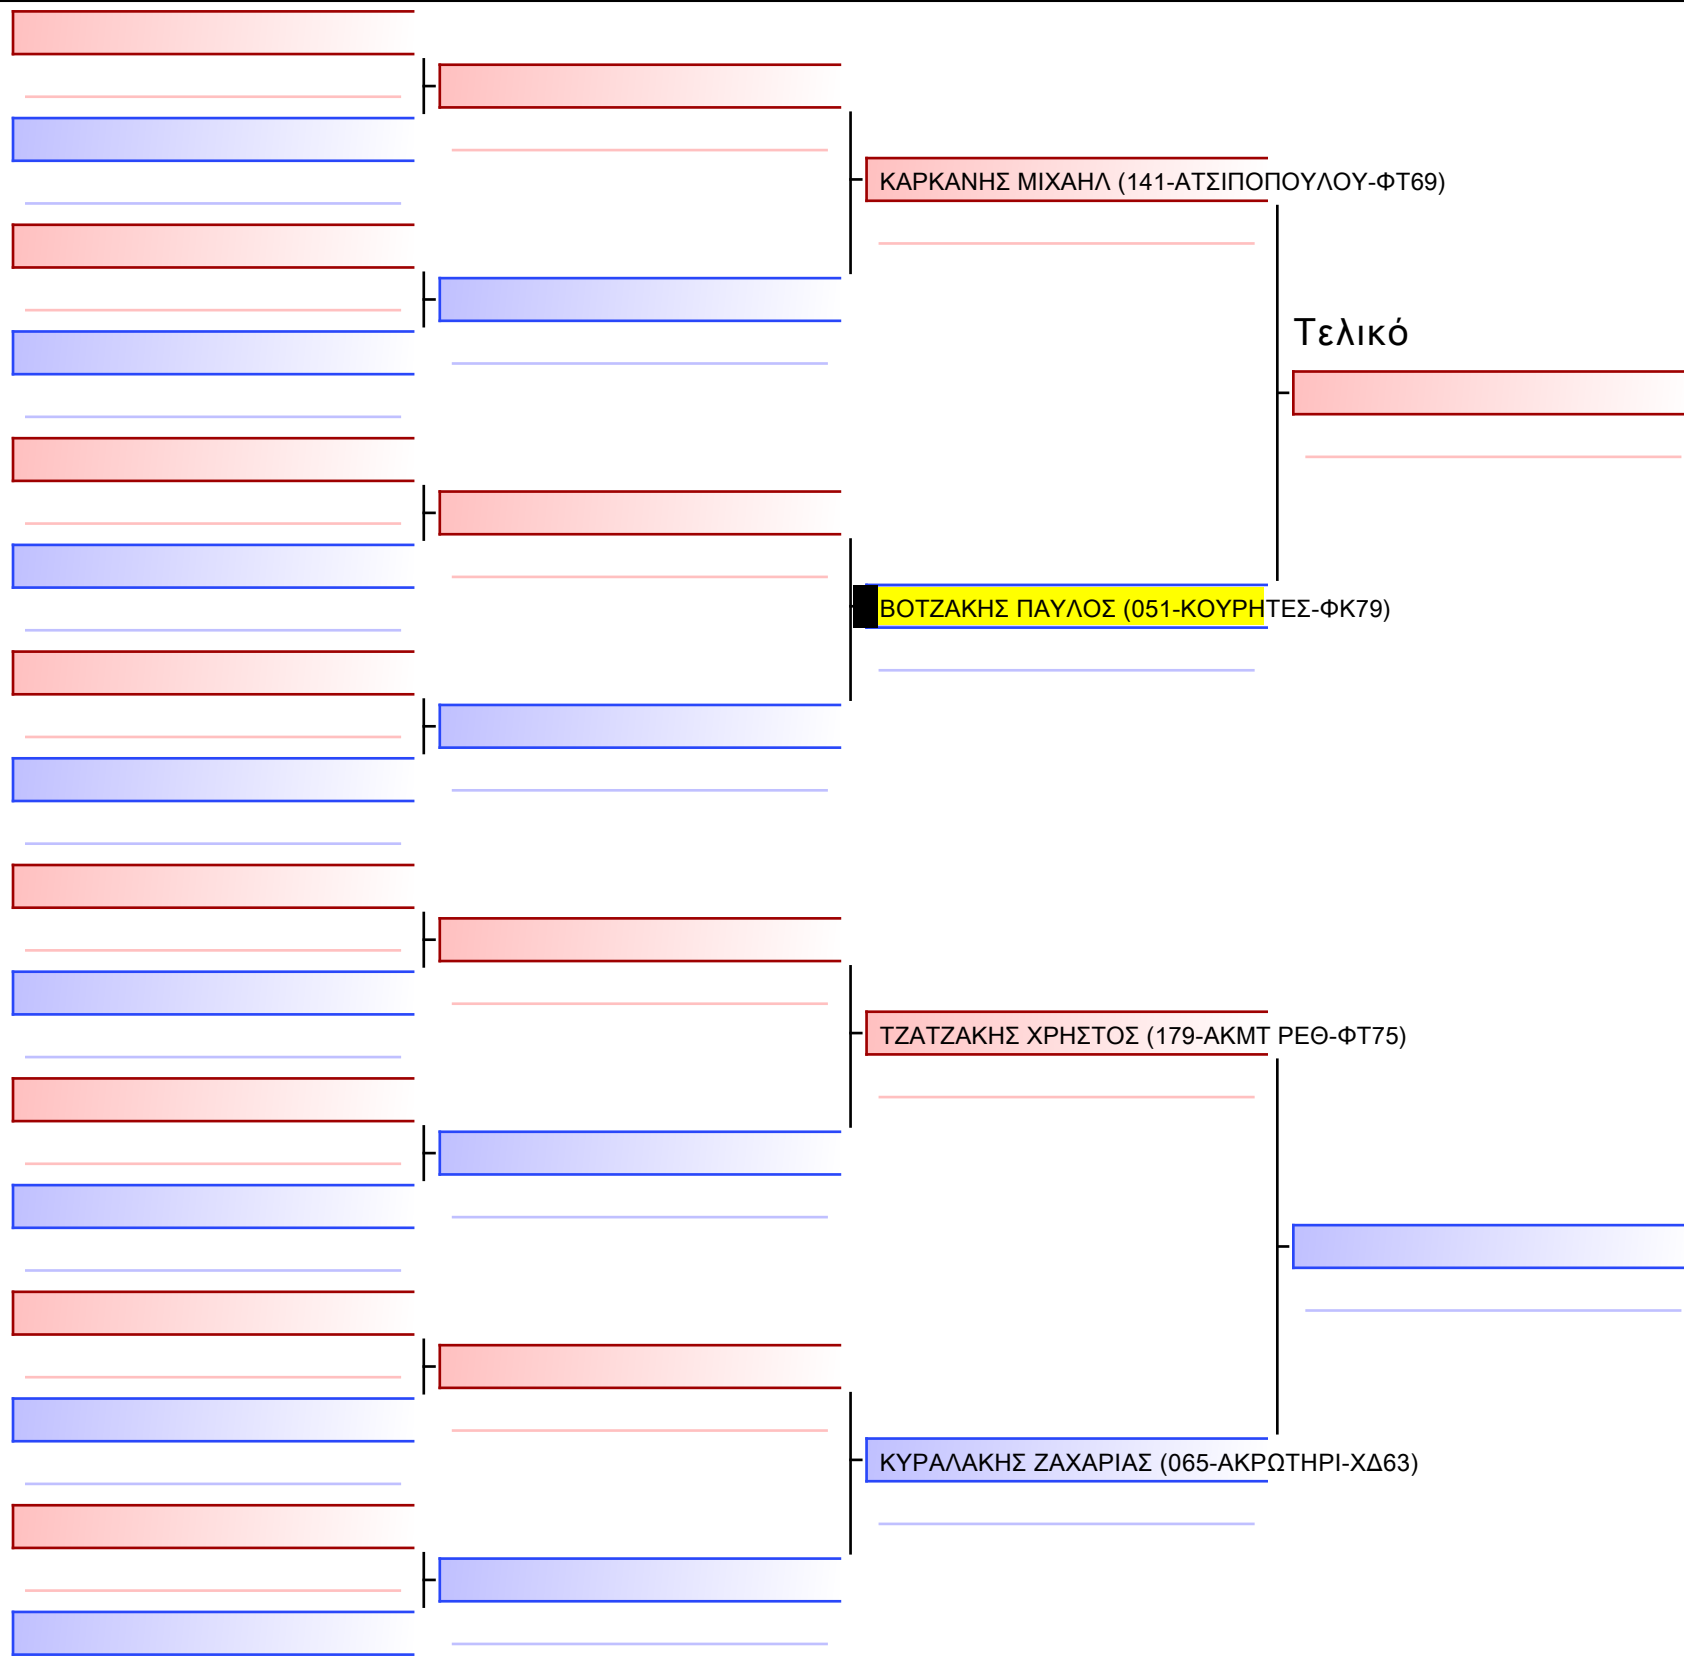 ΚΑΡΚΑΝΗΣ ΜΙΧΑΗΛ (141-ΑΤΣΙΠΟΠΟΥΛΟΥ-ΦΤ69)
Τελικό
ΒΟΤΖΑΚΗΣ ΠΑΥΛΟΣ (051-ΚΟΥΡΗΤΕΣ-ΦΚ79)
ΤΖΑΤΖΑΚΗΣ ΧΡΗΣΤΟΣ (179-ΑΚΜΤ ΡΕΘ-ΦΤ75)
ΚΥΡΑΛΑΚΗΣ ΖΑΧΑΡΙΑΣ (065-ΑΚΡΩΤΗΡΙ-ΧΔ63)